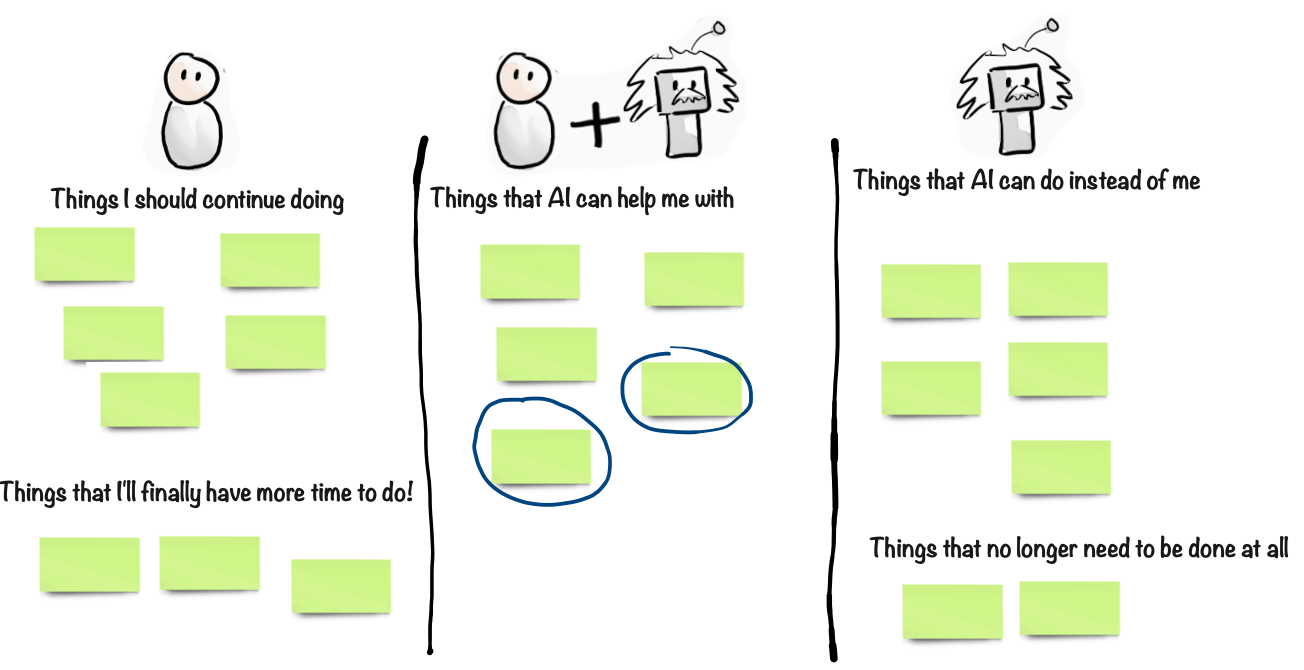 Things I should continue doing
Things that AI can help me with
Things that AI can do instead of me
Things that I'll finally have more time to do!
Things that no longer need to be done at all